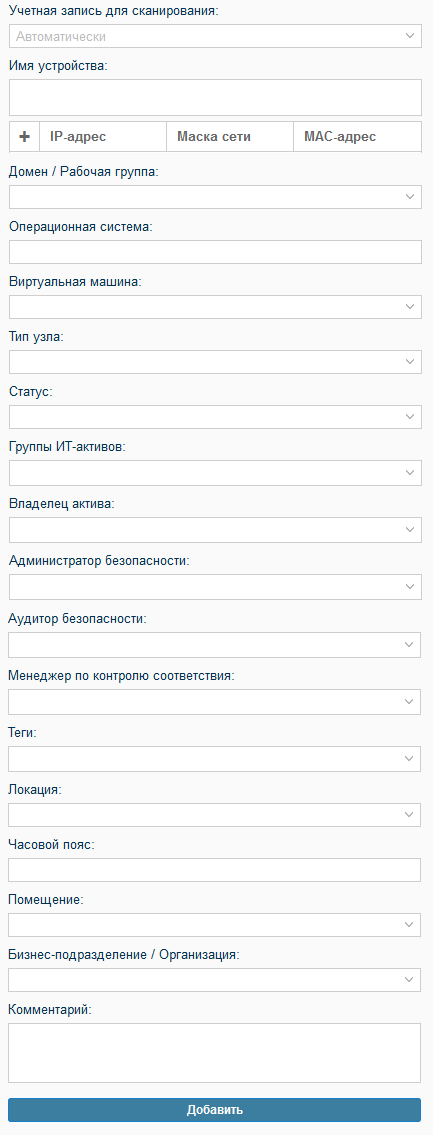 Учетная запись для сканирования:
Автоматически
Имя устройства:
+ IP-адрес Маска сети MAC-адрес
Домен / Рабочая группа:
Операционная система:
Виртуальная машина:
Тип узла:
Статус:
Группы ИТ-активов:
Владелец актива:
Администратор безопасности:
Аудитор безопасности:
Менеджер по контролю соответствия:
Теги:
Локация:
Часовой пояс:
Помещение:
Бизнес-подразделение / Организация:
Комментарий:
Добавить